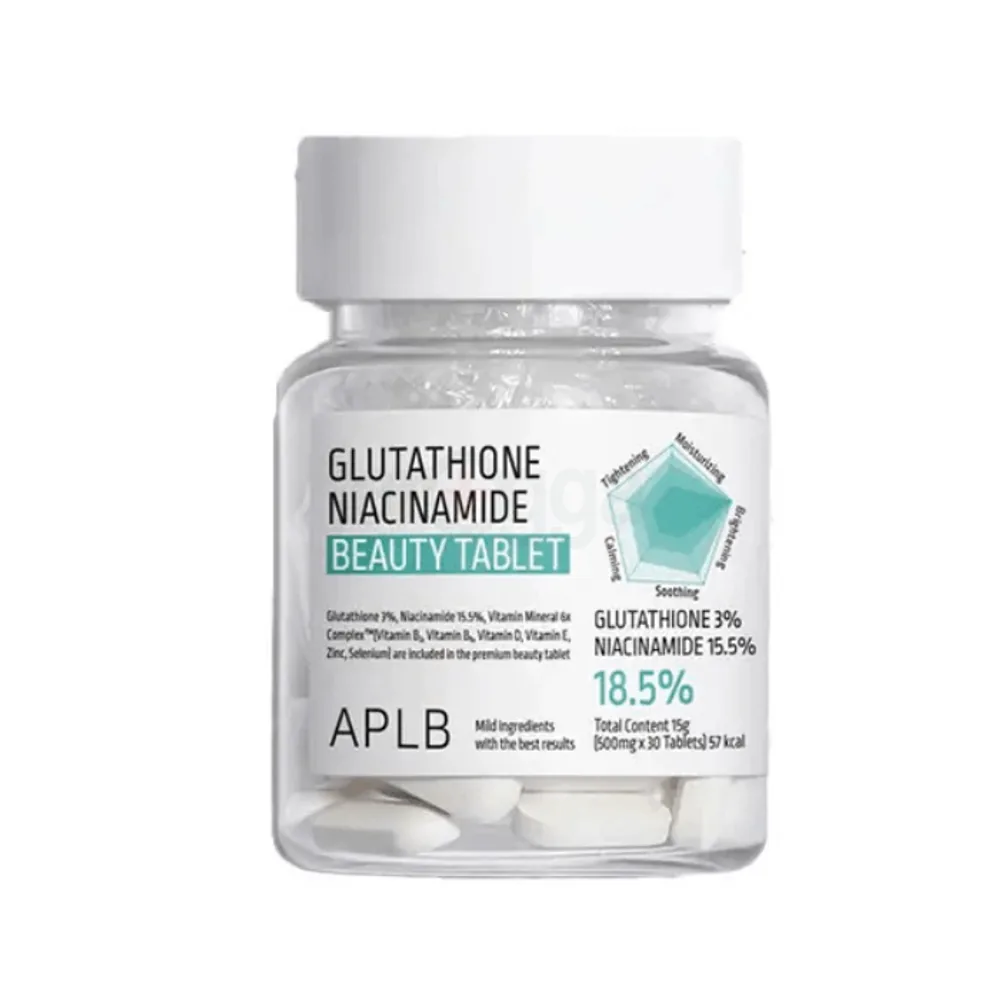 GLUTATHIONE
NIACINAMIDE
BEAUTY TABLET
Glutathione 3%, Niacinamide 15.5%, Vitamin Mineral 6x
Complex™(Vitamin B₂, Vitamin B₆, Vitamin D, Vitamin E,
Zinc, Selenium) are included in the premium beauty tablet
APLB
Mild ingredients
with the best results
Tightening
Moisturizing
Brightening
Soothing
Calming
GLUTATHIONE 3%
NIACINAMIDE 15.5%
18.5%
Total Content 15g
(500mg x 30 Tablets) 57 kcal